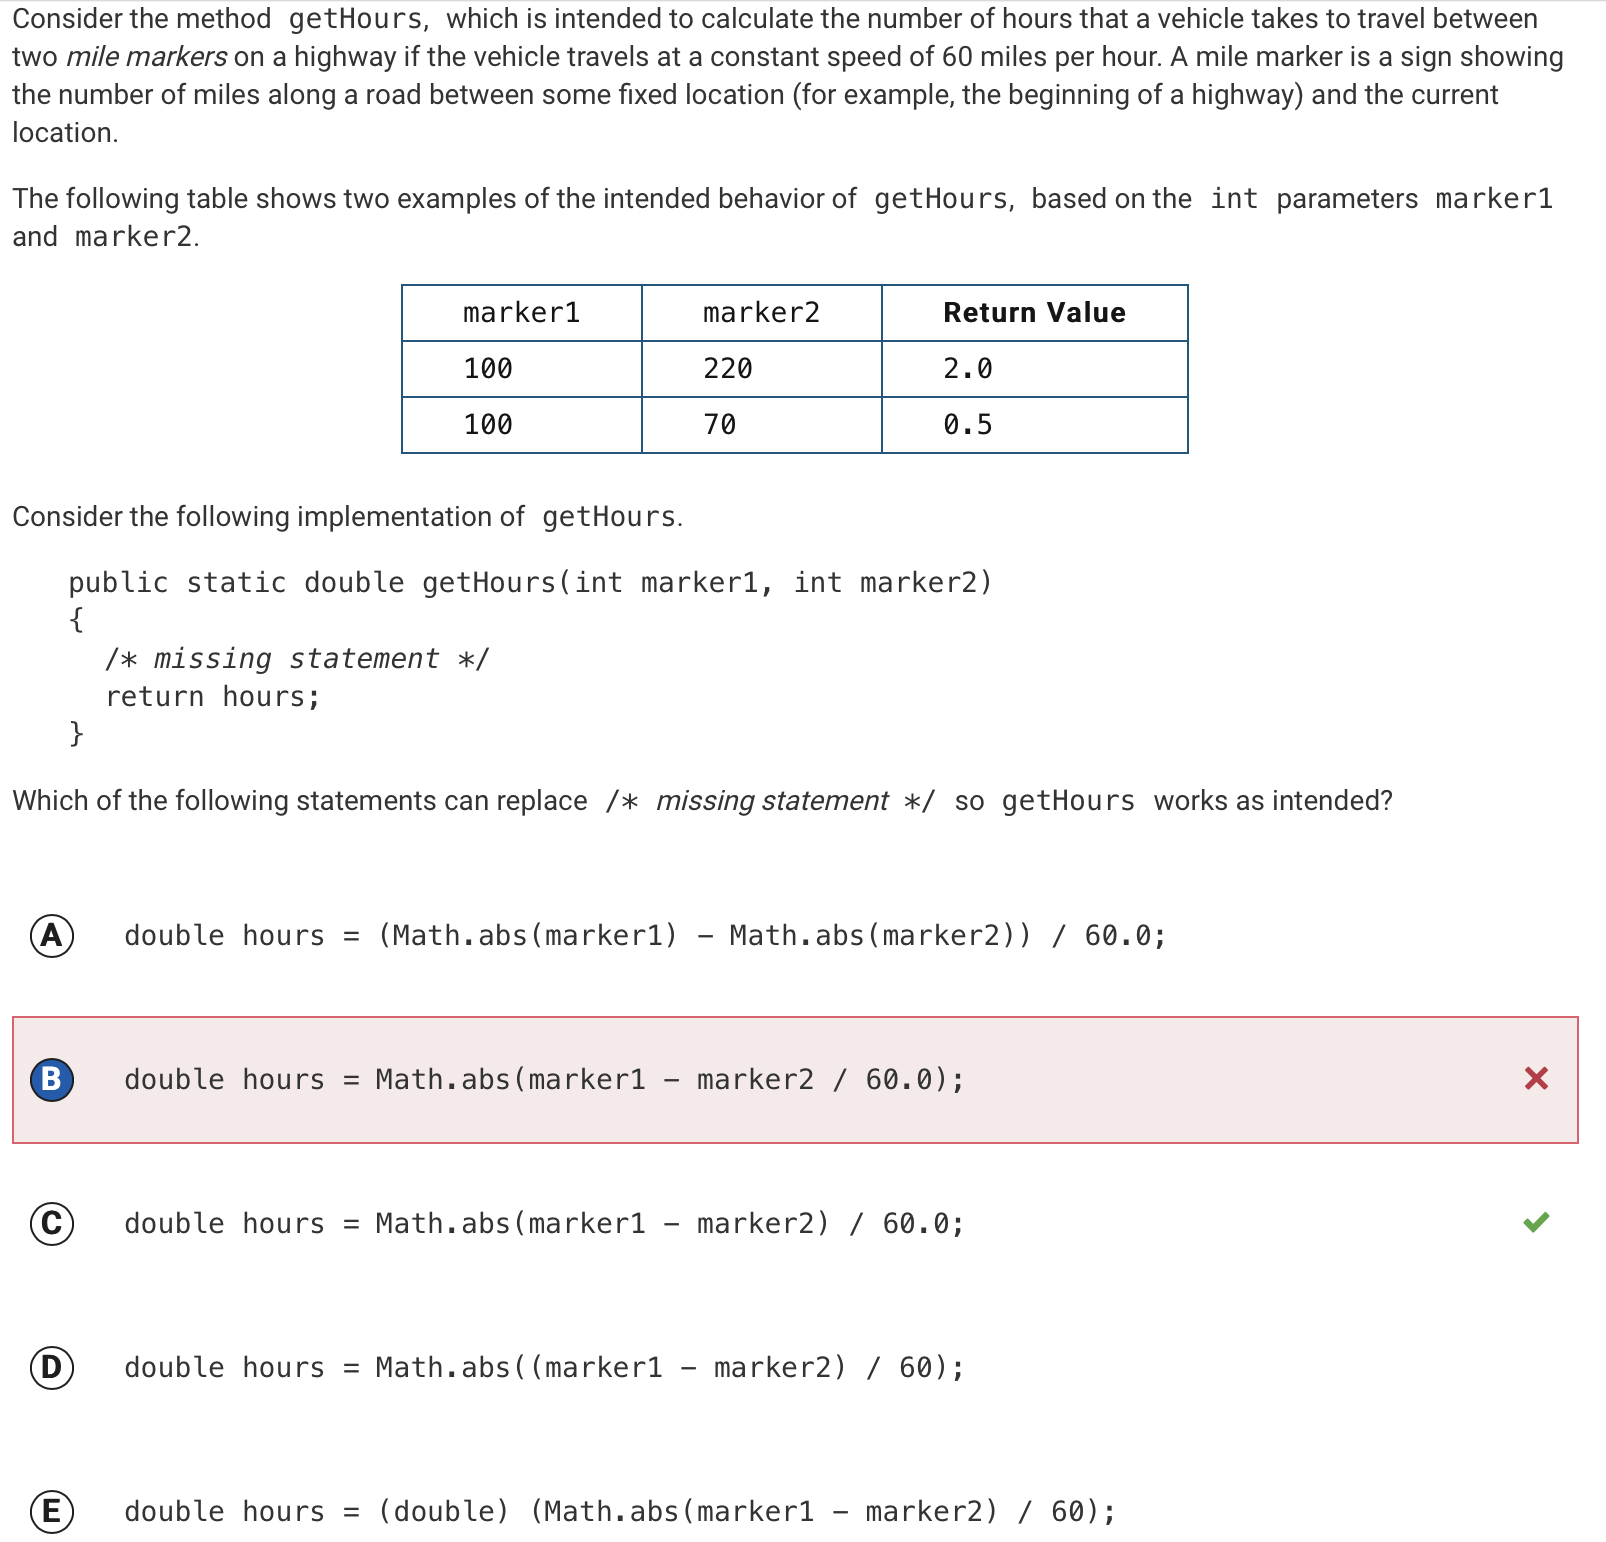 Consider the method getHours, which is intended to calculate the number of hours that a vehicle takes to travel between
two mile markers on a highway if the vehicle travels at a constant speed of 60 miles per hour. A mile marker is a sign showing
the number of miles along a road between some fixed location (for example, the beginning of a highway) and the current
location.
The following table shows two examples of the intended behavior of getHours, based on the int parameters marker1
and marker2.
marker1 marker2 Return Value
100 220 2.0
100 70 0.5
Consider the following implementation of getHours.
public static double getHours(int marker1, int marker2)
{
/* missing statement */
return hours;
}
Which of the following statements can replace /* missing statement */ so getHours works as intended?
A double hours = (Math.abs(marker1) - Math.abs(marker2)) / 60.0;
B double hours = Math.abs(marker1 - marker2 / 60.0);
C double hours = Math.abs(marker1 - marker2) / 60.0;
D double hours = Math.abs((marker1 - marker2) / 60);
E double hours = (double) (Math.abs(marker1 - marker2) / 60);